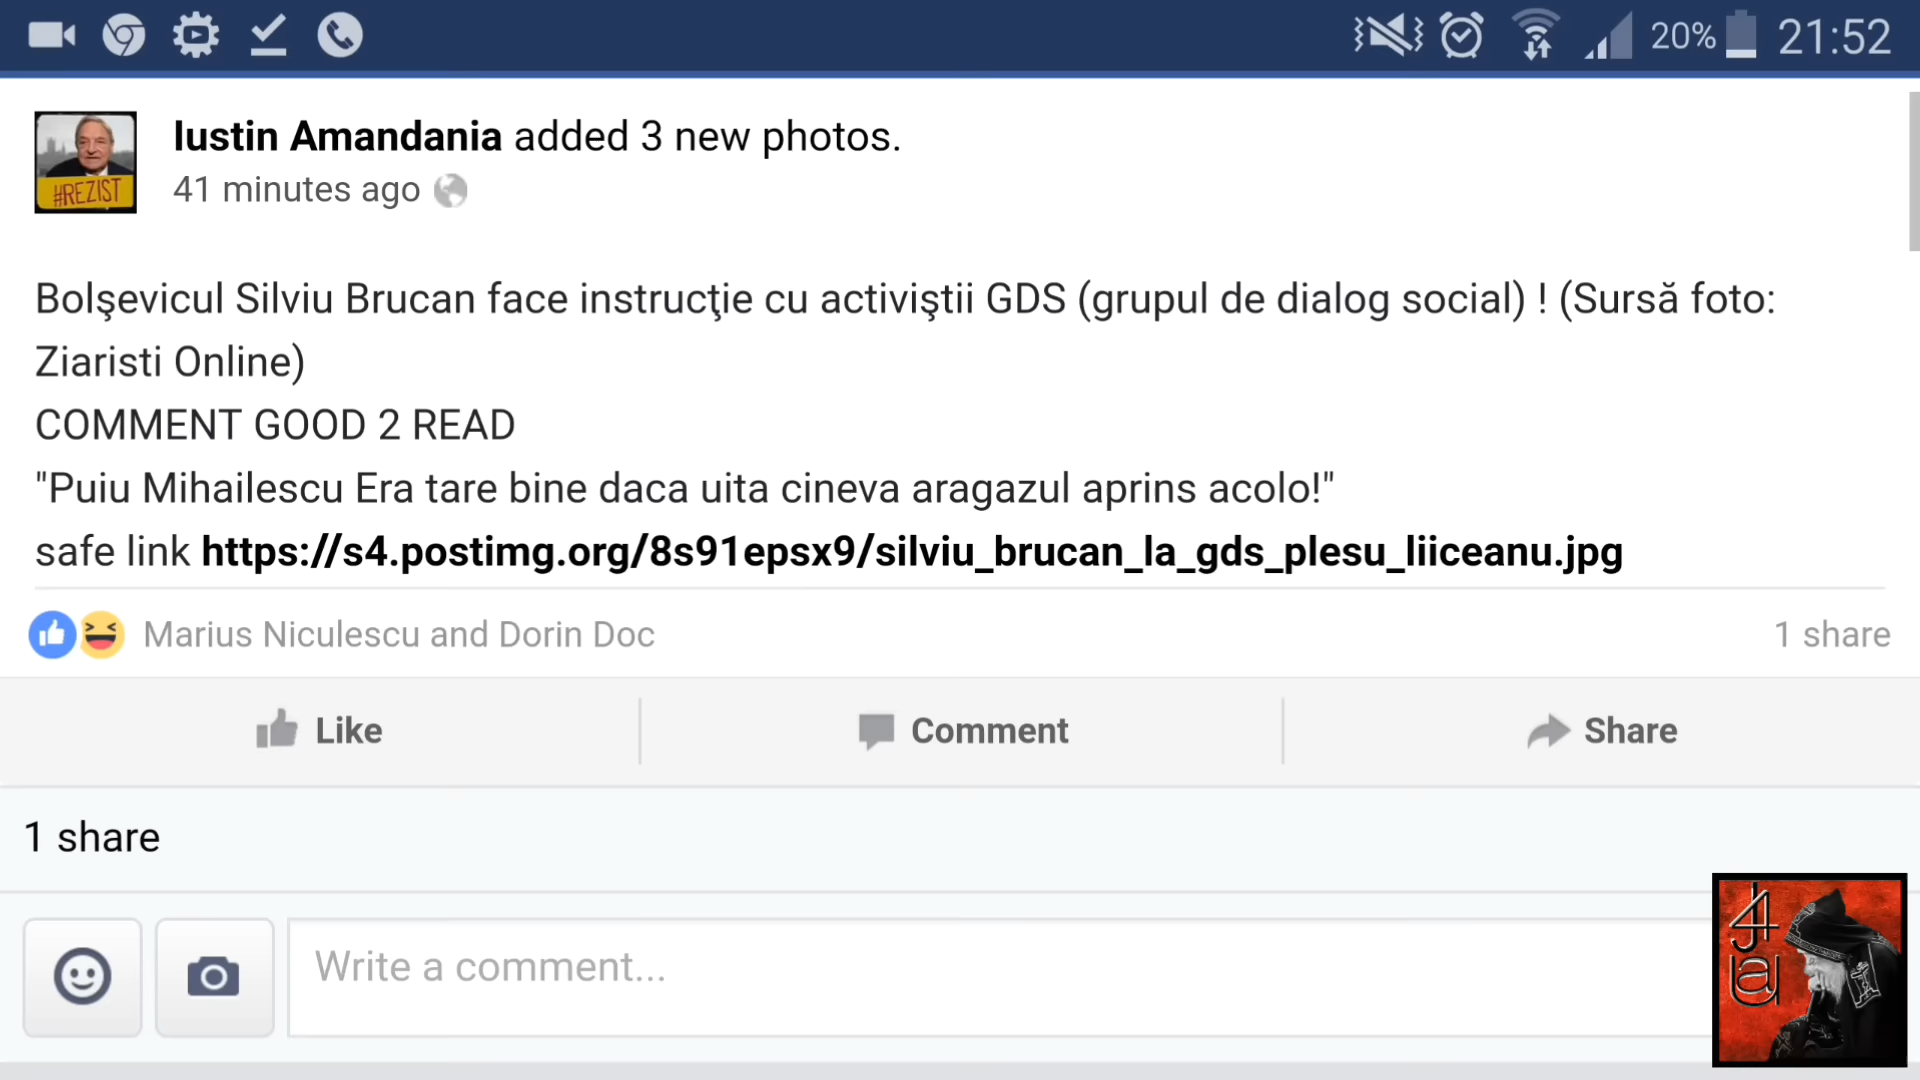 20% 21:52
Iustin Amandania added 3 new photos.
#REZIST
41 minutes ago
Bolşevicul Silviu Brucan face instrucţie cu activiştii GDS (grupul de dialog social) ! (Sursă foto:
Ziaristi Online)
COMMENT GOOD 2 READ
"Puiu Mihailescu Era tare bine daca uita cineva aragazul aprins acolo!"
safe link https://s4.postimg.org/8s91epsx9/silviu_brucan_la_gds_plesu_liiceanu.jpg
Marius Niculescu and Dorin Doc
1 share
Like
Comment
Share
1 share
Write a comment...